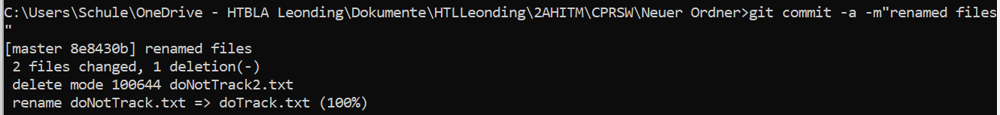 C:\Users\Schule\OneDrive - HTBLA Leonding\Dokumente\HTLLeonding\2AHITM\CPRSW\Neuer Ordner>git commit -a -m"renamed files
"
[master 8e8430b] renamed files
 2 files changed, 1 deletion(-)
 delete mode 100644 doNotTrack2.txt
 rename doNotTrack.txt => doTrack.txt (100%)